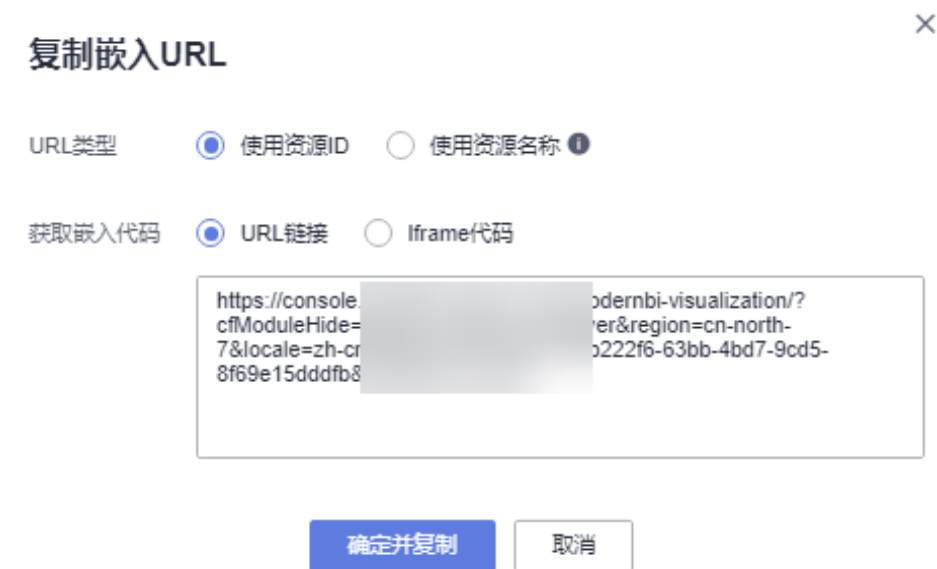 复制嵌入URL
URL类型 使用资源ID 使用资源名称
获取嵌入代码 URL链接 Iframe代码
https://console. odernbi-visualization/?
cfModuleHide= er&region=cn-north-
7&locale=zh-c 222f6-63bb-4bd7-9cd5-
8f69e15dddfb&
确定并复制 取消